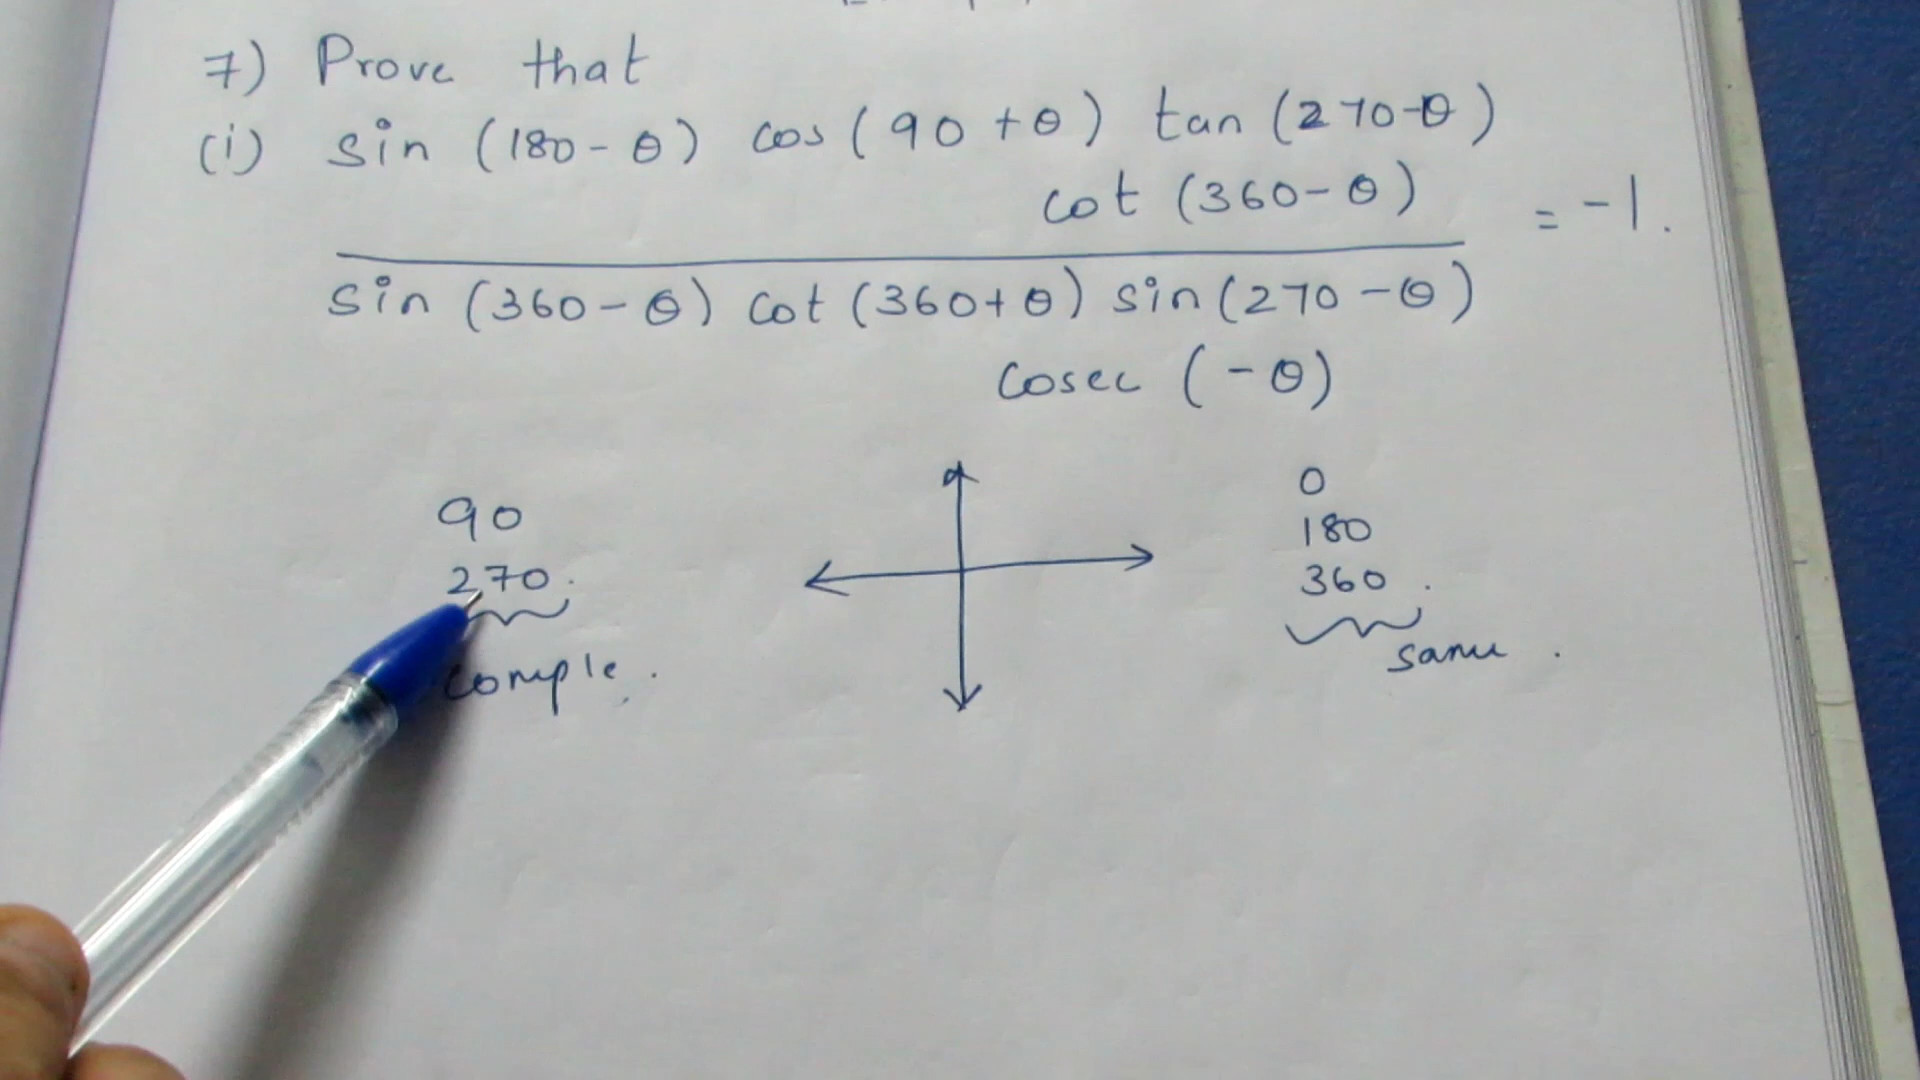 7) Prove that
(i) sin (180 - θ) cos (90 + θ) tan (270 - θ)
cot (360 - θ)
= -1.
sin (360 - θ) cot (360 + θ) sin (270 - θ)
cosec (-θ)
90
270.
comple.
0
180
360.
same.